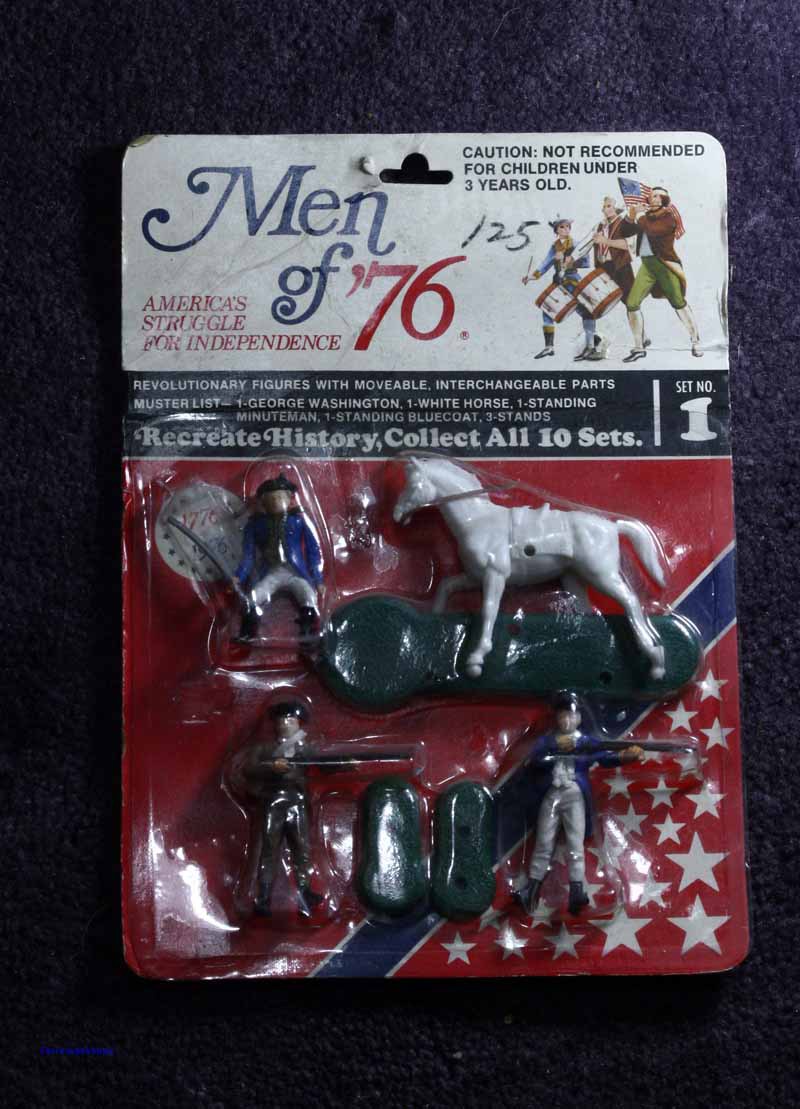 CAUTION: NOT RECOMMENDED
FOR CHILDREN UNDER
3 YEARS OLD.
Men
of '76®
125
AMERICA'S
STRUGGLE
FOR INDEPENDENCE
REVOLUTIONARY FIGURES WITH MOVEABLE, INTERCHANGEABLE PARTS
MUSTER LIST— 1-GEORGE WASHINGTON, 1-WHITE HORSE, 1-STANDING
MINUTEMAN, 1-STANDING BLUECOAT, 3-STANDS
Recreate History, Collect All 10 Sets.
SET NO.
1
1776